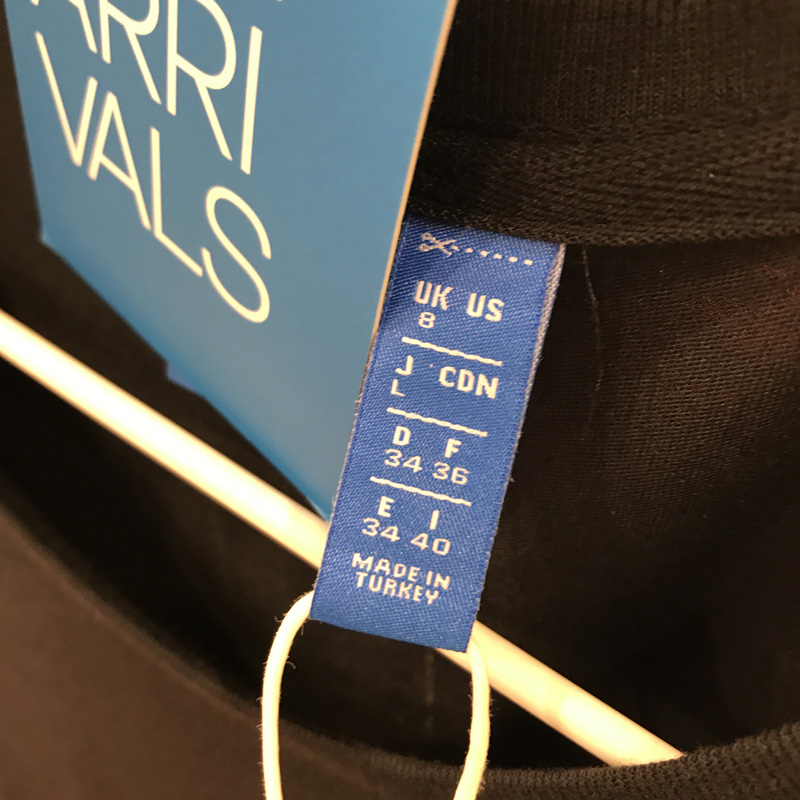 ARRI
VALS
UK US
8
J CDN
L
D F
34 36
E I
34 40
MADE IN
TURKEY